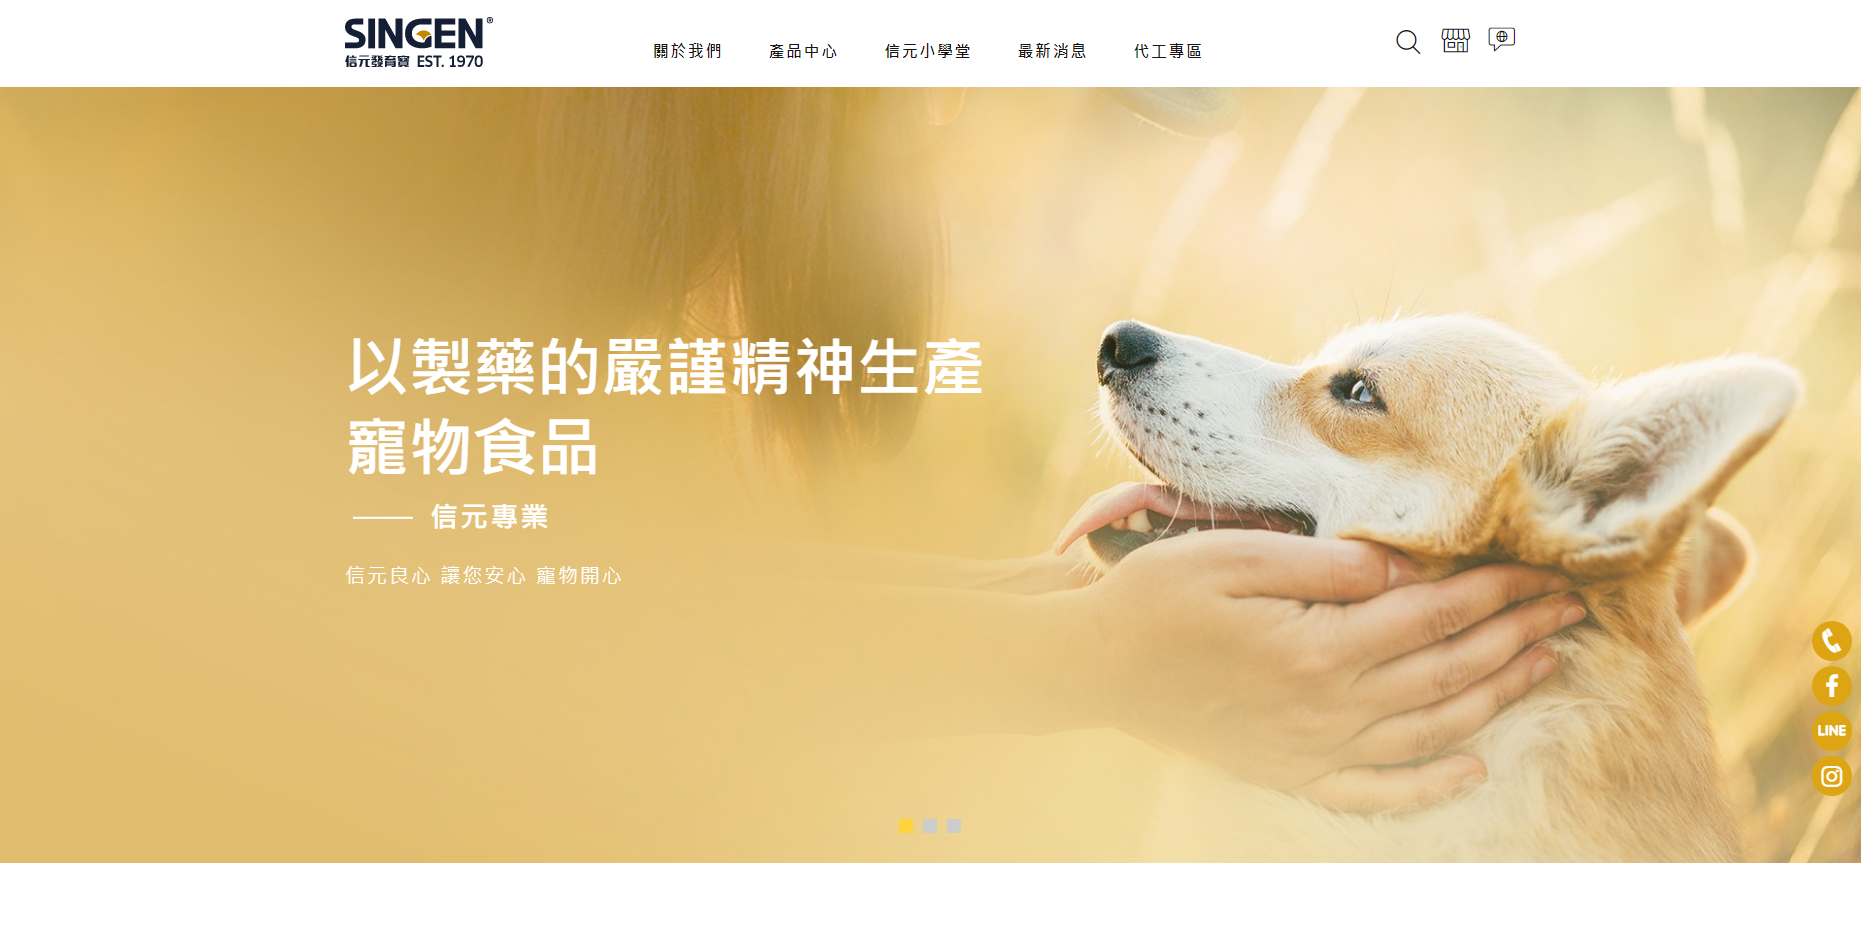 SINGEN®
信元發育寶 EST. 1970
關於我們 產品中心 信元小學堂 最新消息 代工專區
以製藥的嚴謹精神生產
寵物食品
信元專業
信元良心 讓您安心 寵物開心
LINE